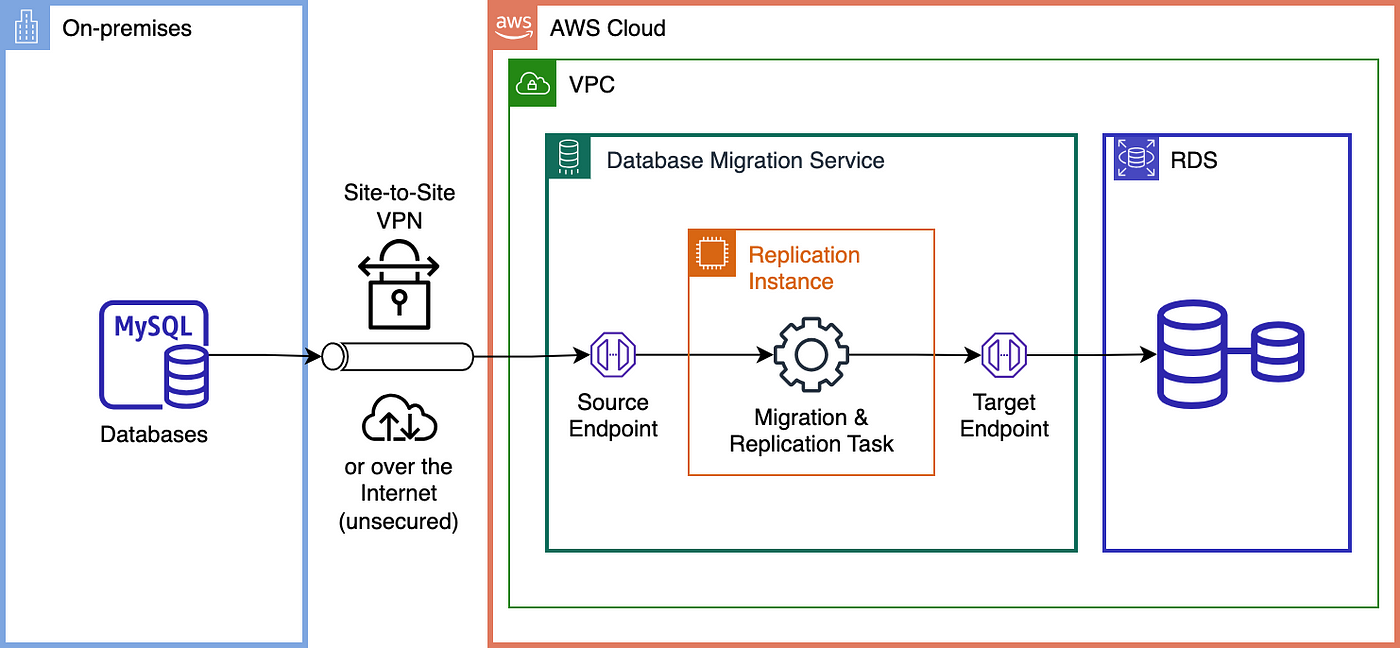 On-premises
aws
AWS Cloud
VPC
Database Migration Service
RDS
Site-to-Site
VPN
Replication
Instance
MySQL
Databases
Source
Endpoint
Migration &
Replication Task
Target
Endpoint
or over the
Internet
(unsecured)